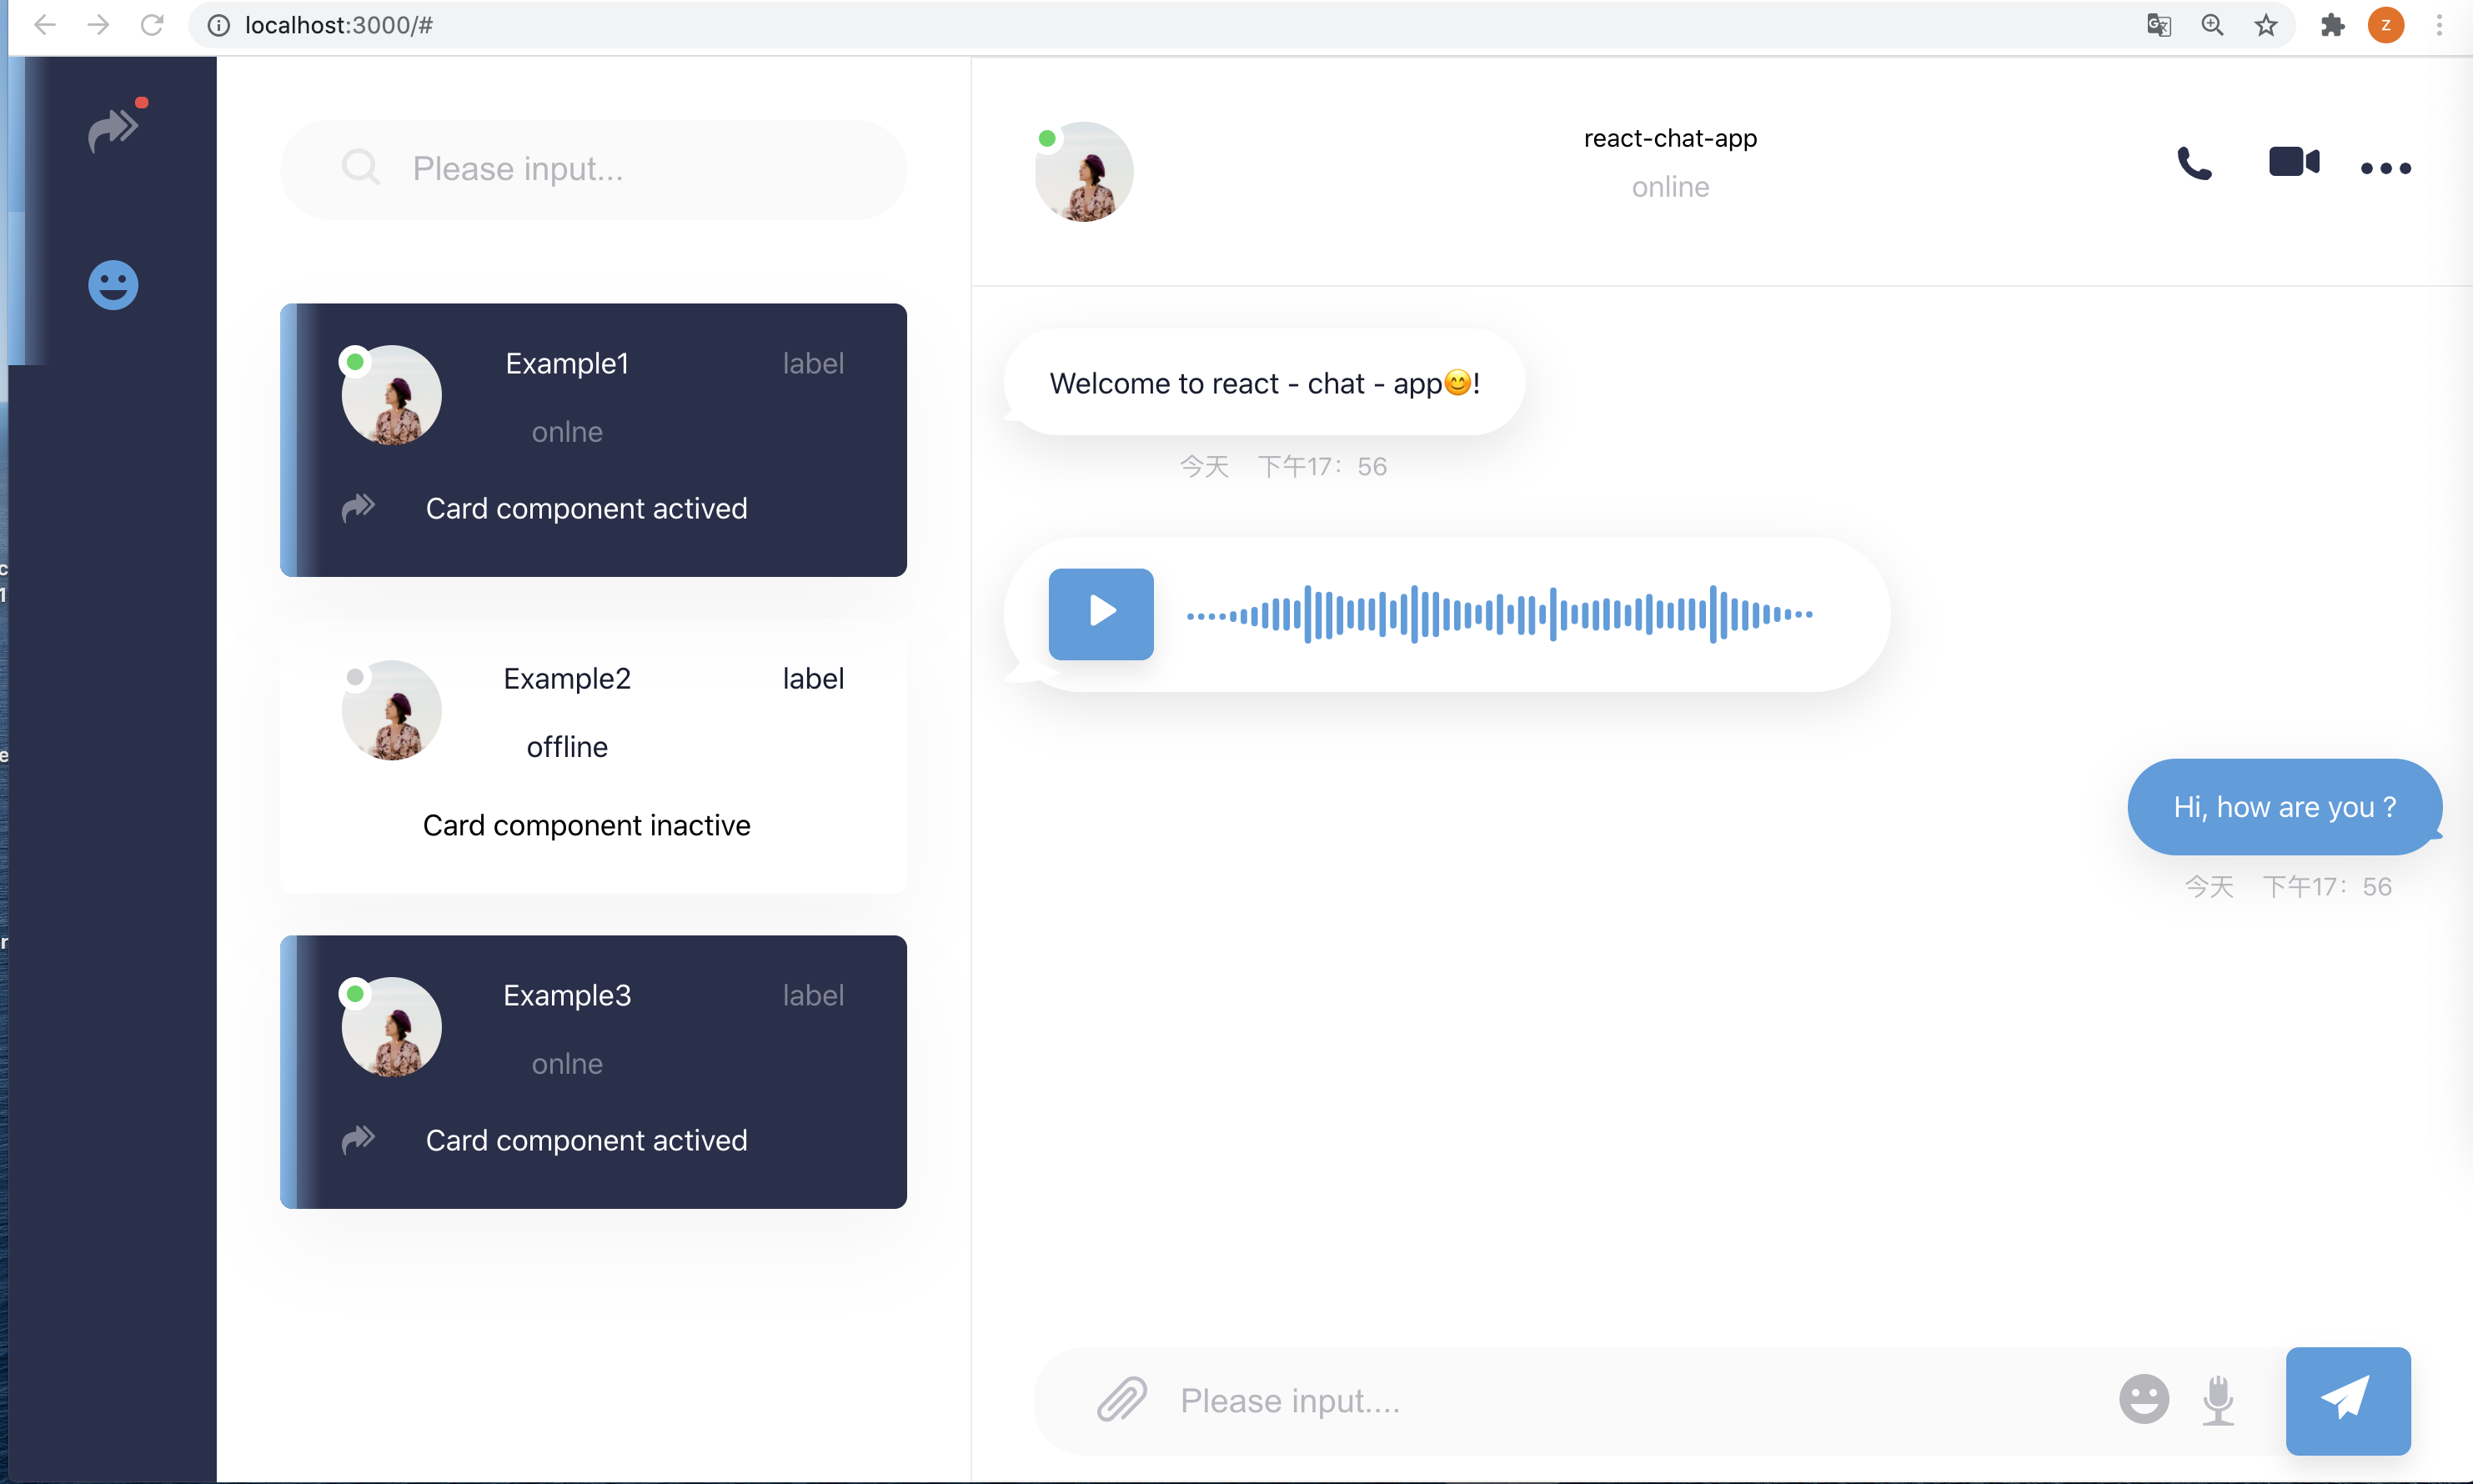 localhost:3000/#
Z
Please input...
Example1
label
onlne
Card component actived
Example2
label
offline
Card component inactive
Example3
label
onlne
Card component actived
react-chat-app
online
Welcome to react - chat - app😊!
今天 下午17：56
Hi, how are you ?
今天 下午17：56
Please input....